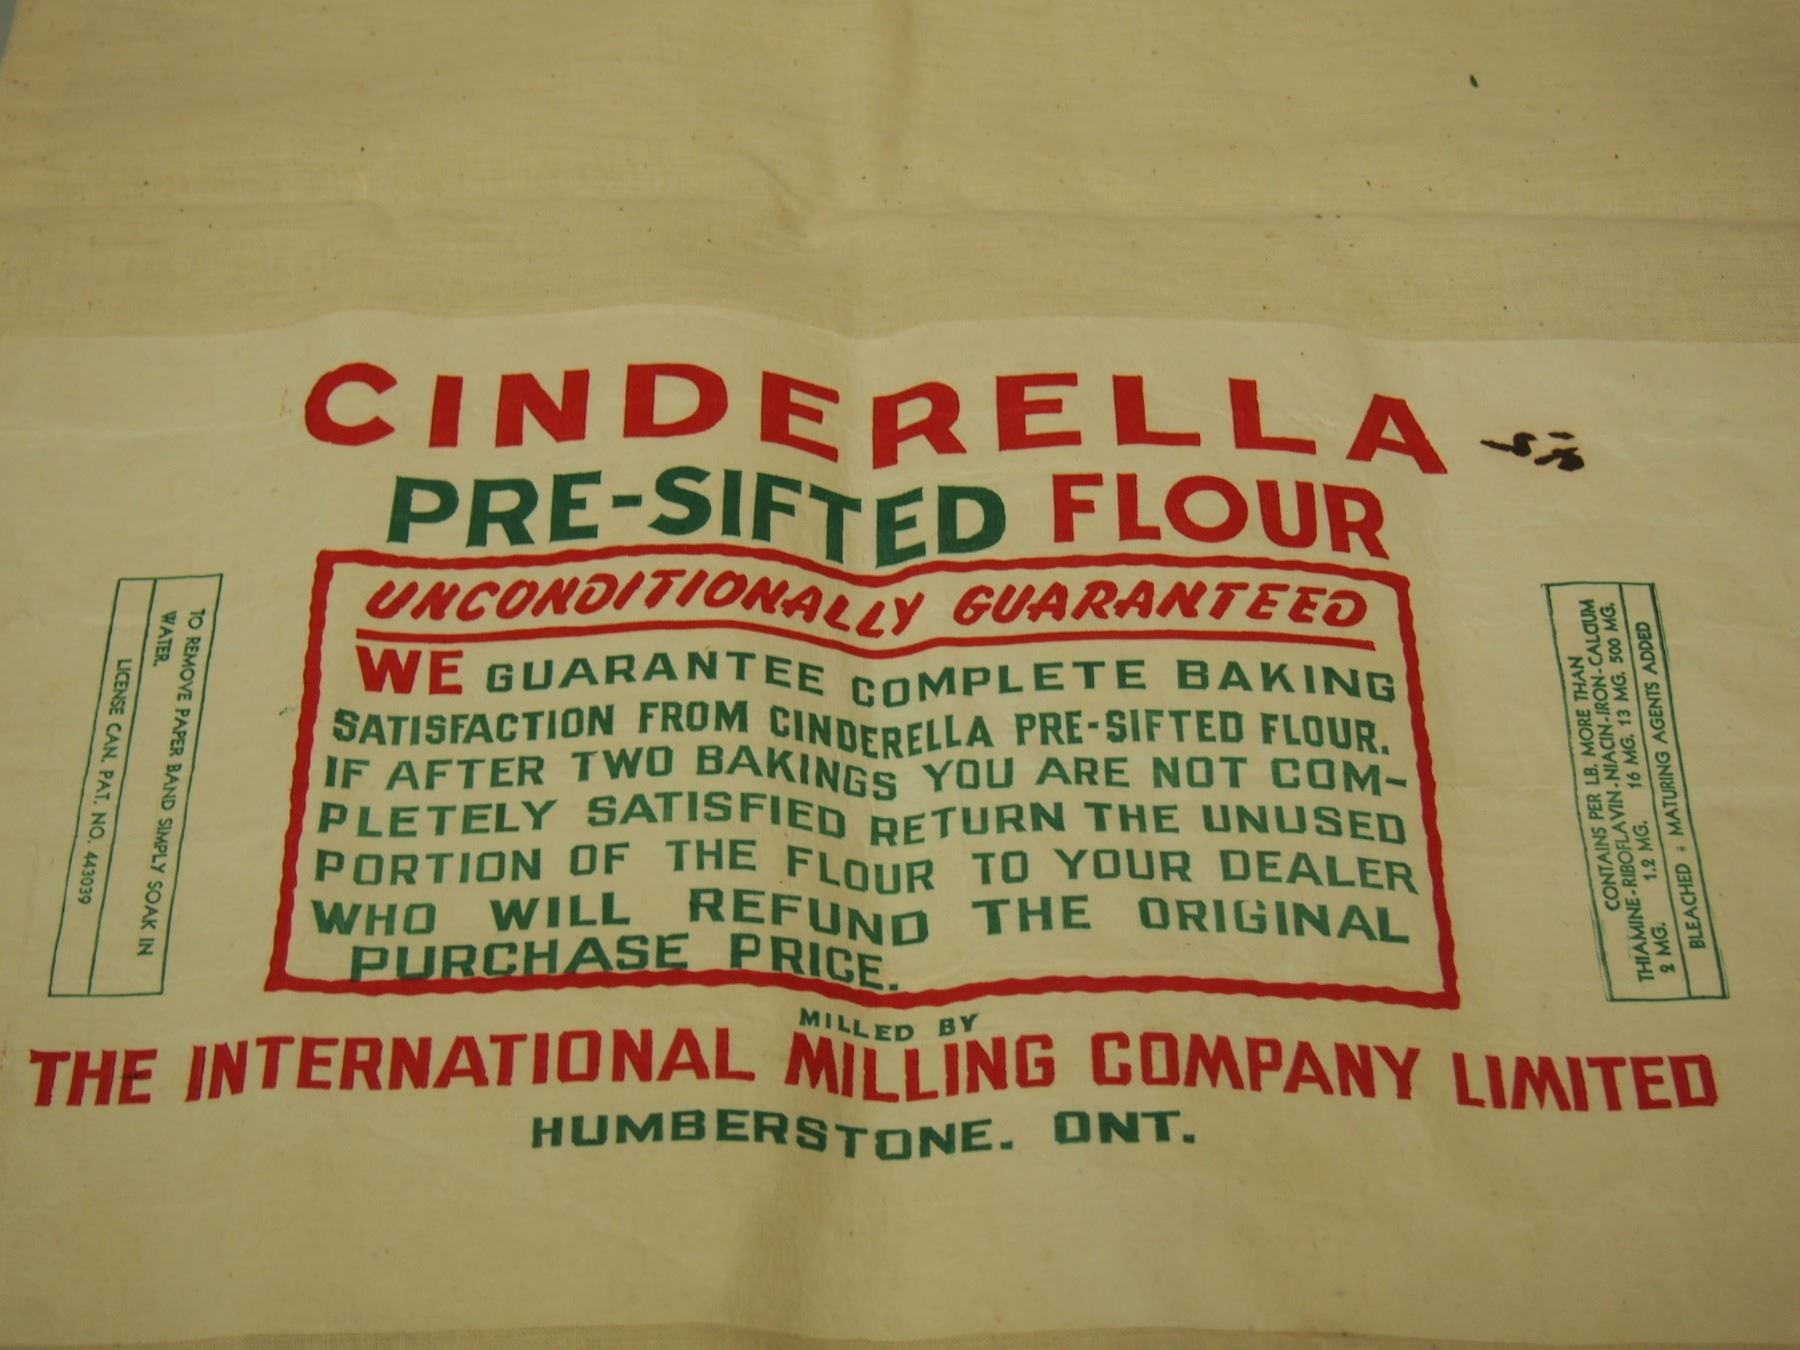 CINDERELLA
PRE-SIFTED FLOUR
UNCONDITIONALLY GUARANTEED
WE GUARANTEE COMPLETE BAKING
SATISFACTION FROM CINDERELLA PRE-SIFTED FLOUR.
IF AFTER TWO BAKINGS YOU ARE NOT COM-
PLETELY SATISFIED RETURN THE UNUSED
PORTION OF THE FLOUR TO YOUR DEALER
WHO WILL REFUND THE ORIGINAL
PURCHASE PRICE.
MILLED BY
THE INTERNATIONAL MILLING COMPANY LIMITED
HUMBERSTONE. ONT.
TO REMOVE PAPER BAND SIMPLY SOAK IN
WATER.
LICENSE CAN. PAT. NO. 443039
CONTAINS PER LB. MORE THAN
THIAMINE-RIBOFLAVIN-NIACIN-IRON-CALCIUM
2 MG. 1.2 MG. 16 MG. 13 MG. 500 MG.
BLEACHED - MATURING AGENTS ADDED